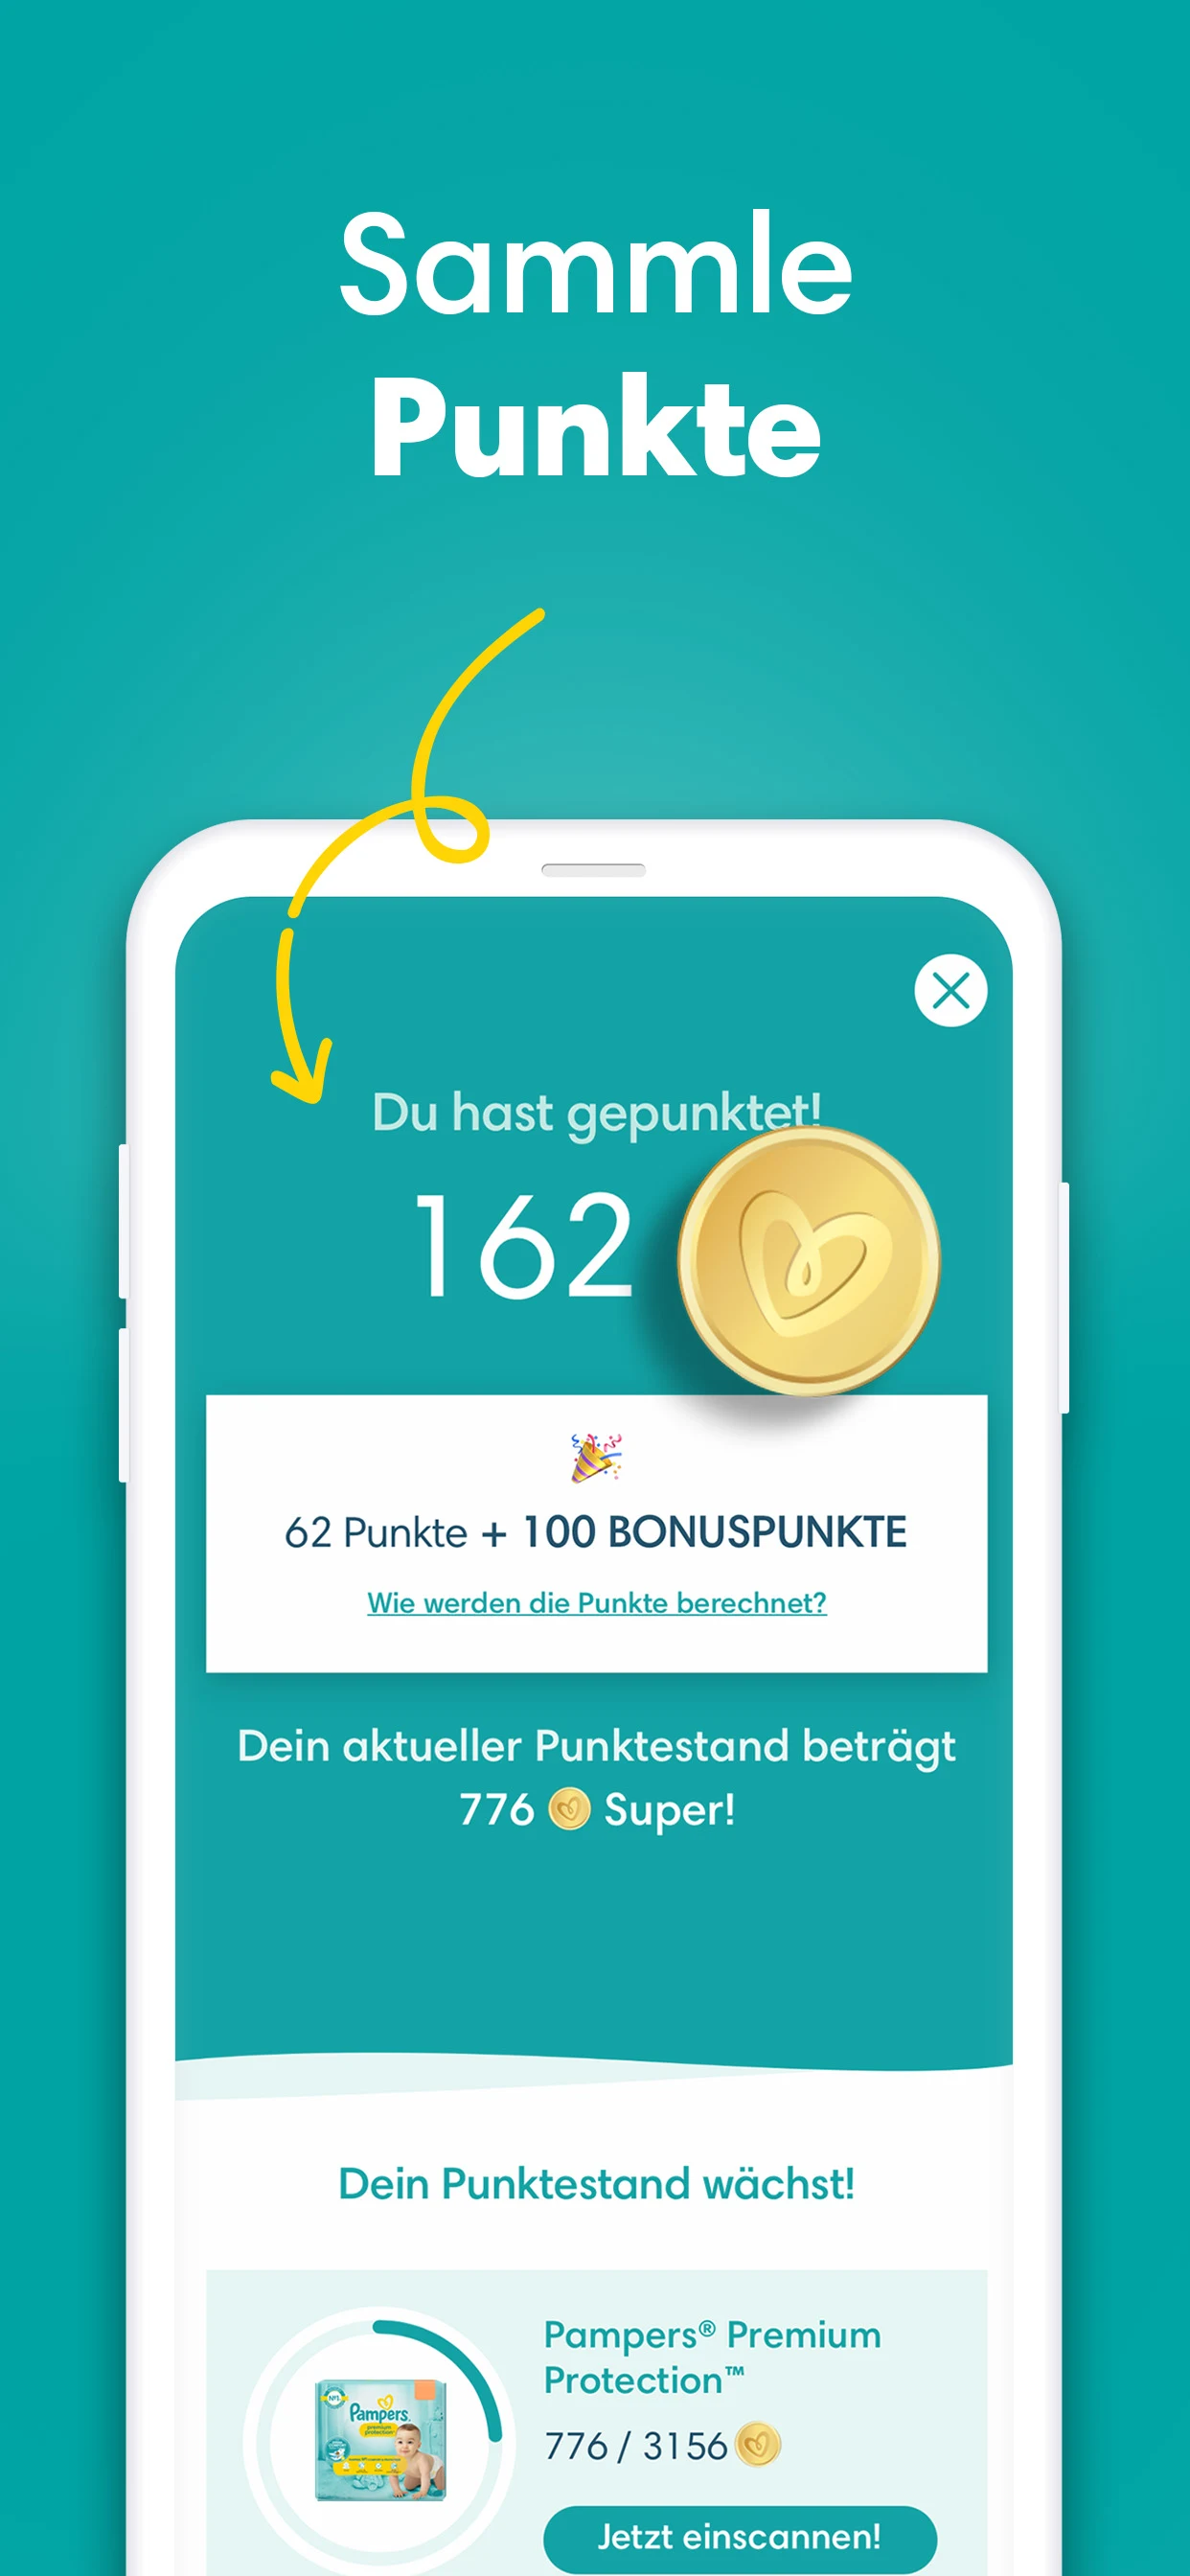 Sammle
Punkte
Du hast gepunktet!
162
62 Punkte + 100 BONUSPUNKTE
Wie werden die Punkte berechnet?
Dein aktueller Punktestand beträgt
776 Super!
Dein Punktestand wächst!
Pampers® Premium
Protection™
776 / 3156
Jetzt einscannen!
Pampers
premium
protection